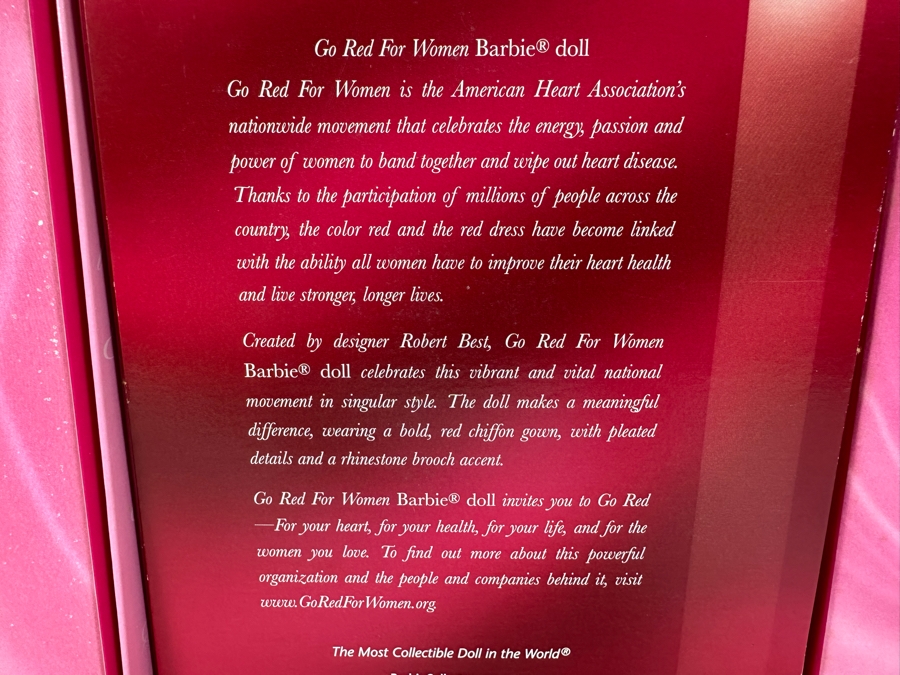 Go Red For Women Barbie® doll
Go Red For Women is the American Heart Association's
nationwide movement that celebrates the energy, passion and
power of women to band together and wipe out heart disease.
Thanks to the participation of millions of people across the
country, the color red and the red dress have become linked
with the ability all women have to improve their heart health
and live stronger, longer lives.
Created by designer Robert Best, Go Red For Women
Barbie® doll celebrates this vibrant and vital national
movement in singular style. The doll makes a meaningful
difference, wearing a bold, red chiffon gown, with pleated
details and a rhinestone brooch accent.
Go Red For Women Barbie® doll invites you to Go Red
—For your heart, for your health, for your life, and for the
women you love. To find out more about this powerful
organization and the people and companies behind it, visit
www.GoRedForWomen.org
The Most Collectible Doll in the World®